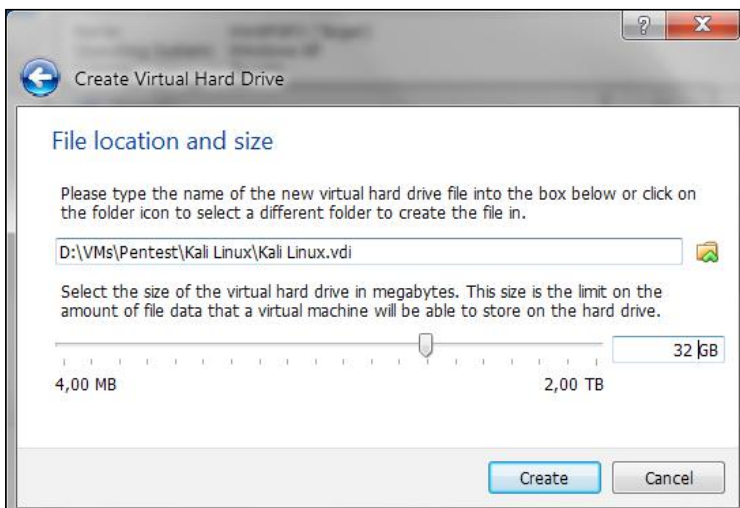 Create Virtual Hard Drive
File location and size
Please type the name of the new virtual hard drive file into the box below or click on
the folder icon to select a different folder to create the file in.
D:\VMs\Pentest\Kali Linux\Kali Linux.vdi
Select the size of the virtual hard drive in megabytes. This size is the limit on the
amount of file data that a virtual machine will be able to store on the hard drive.
32 GB
4,00 MB 2,00 TB
Create Cancel